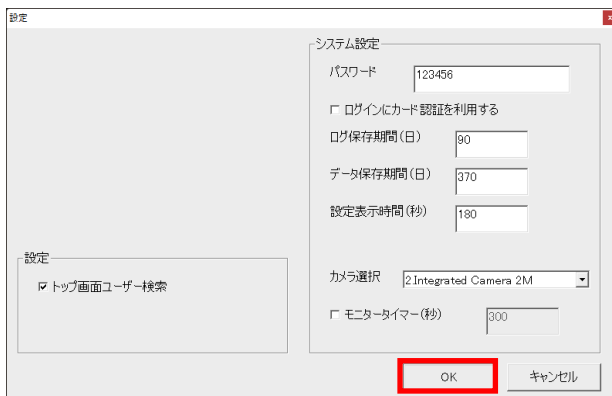 設定
x
システム設定
パスワード 123456
ログインにカード認証を利用する
ログ保存期間(日) 90
データ保存期間(日) 370
設定表示時間(秒) 180
カメラ選択 2.Integrated Camera 2M
モニタータイマー(秒) 300
設定
トップ画面ユーザー検索
OK キャンセル